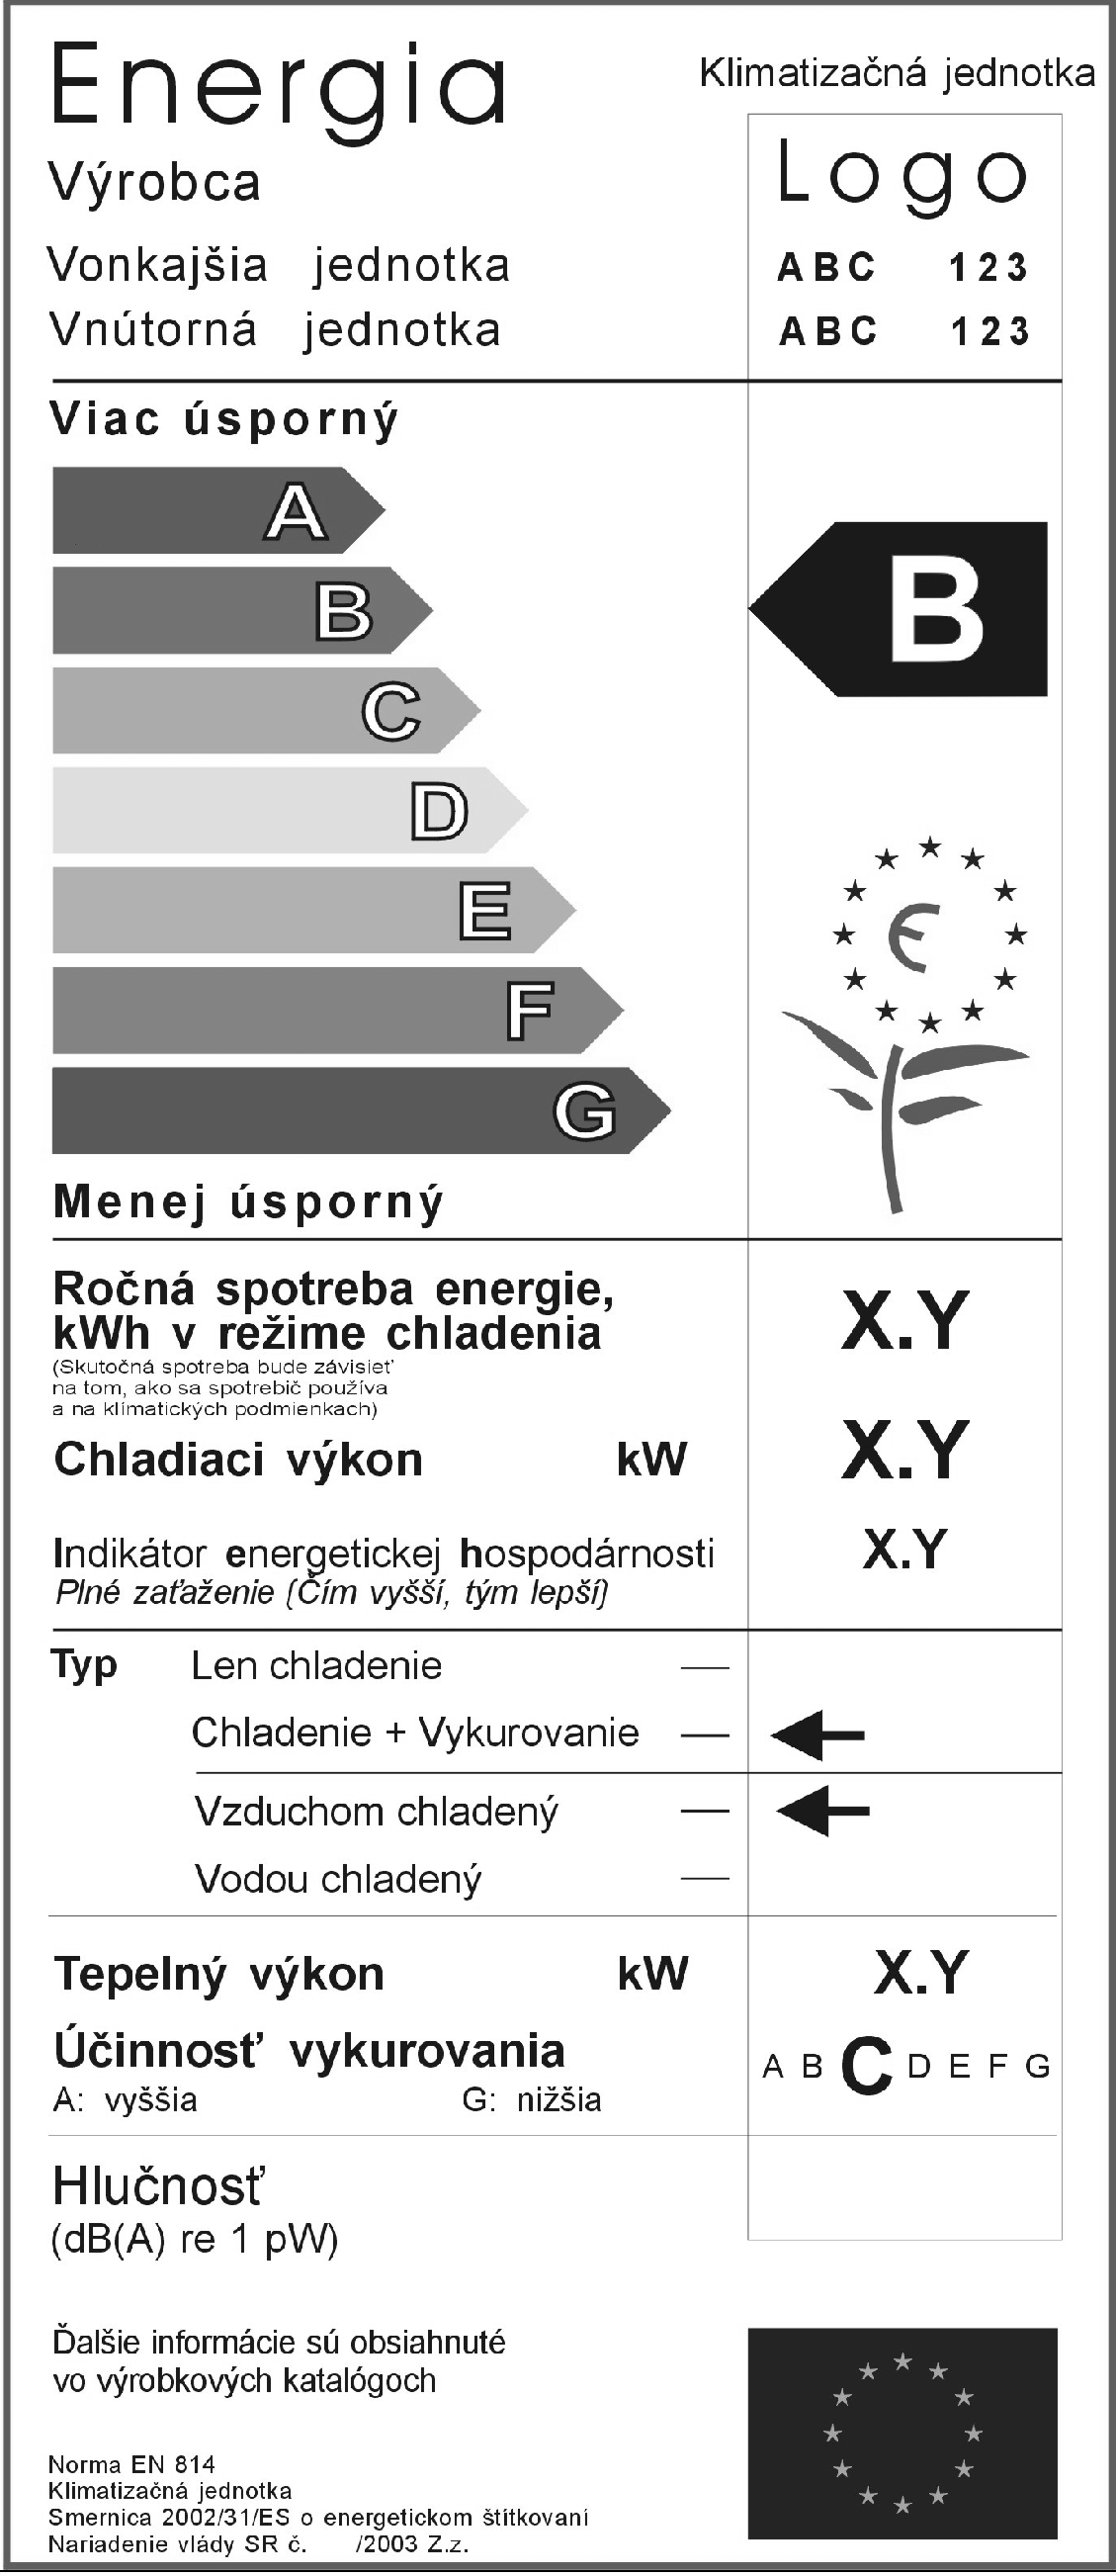 Energia
Klimatizačná jednotka
Výrobca
Logo
Vonkajšia jednotka ABC 123
Vnútorná jednotka ABC 123
Viac úsporný
A
B
B
C
D
E
F
G
Menej úsporný
Ročná spotreba energie,
kWh v režime chladenia X.Y
(Skutočná spotreba bude závisieť
na tom, ako sa spotrebič používa
a na klímatických podmienkach)
Chladiaci výkon kW X.Y
Indikátor energetickej hospodárnosti X.Y
Plné zaťaženie (Čím vyšší, tým lepší)
Typ Len chladenie —
Chladenie + Vykurovanie —
Vzduchom chladený —
Vodou chladený —
Tepelný výkon kW X.Y
Účinnosť vykurovania A B C D E F G
A: vyššia G: nižšia
Hlučnosť
(dB(A) re 1 pW)
Ďalšie informácie sú obsiahnuté
vo výrobkových katalógoch
Norma EN 814
Klimatizačná jednotka
Smernica 2002/31/ES o energetickom štítkovaní
Nariadenie vlády SR č. /2003 Z.z.